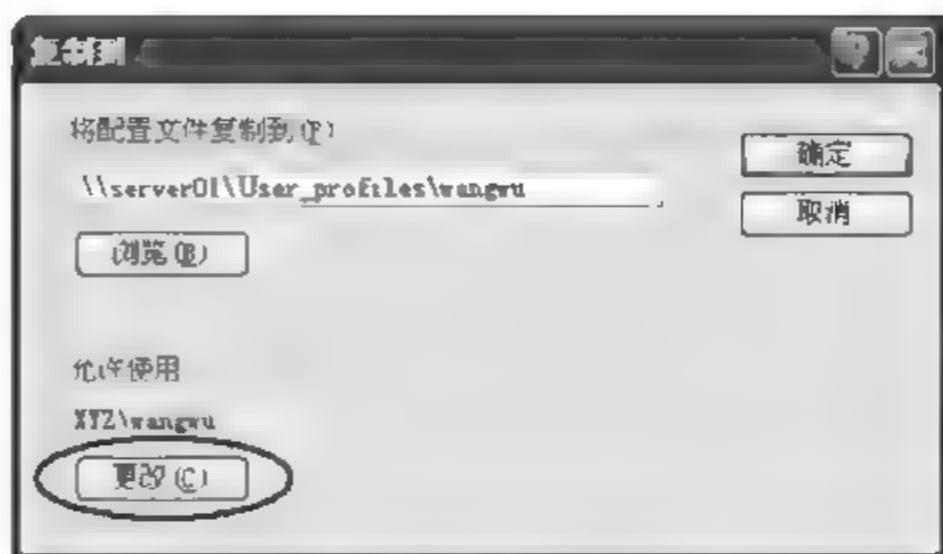 复制到
将配置文件复制到(P)
\\server01\User_profiles\wangwu
确定
取消
浏览(B)
允许使用
XYZ\wangwu
更改(C)